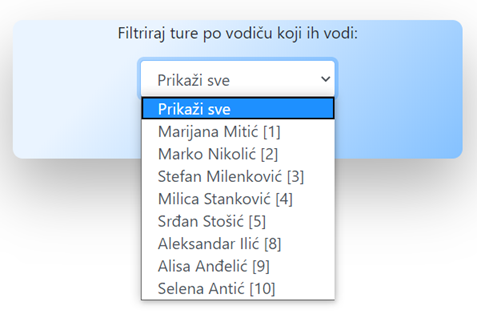 Filtriraj ture po vodiču koji ih vodi:
Prikaži sve
Prikaži sve
Marijana Mitić [1]
Marko Nikolić [2]
Stefan Milenković [3]
Milica Stanković [4]
Srđan Stošić [5]
Aleksandar Ilić [8]
Alisa Anđelić [9]
Selena Antić [10]